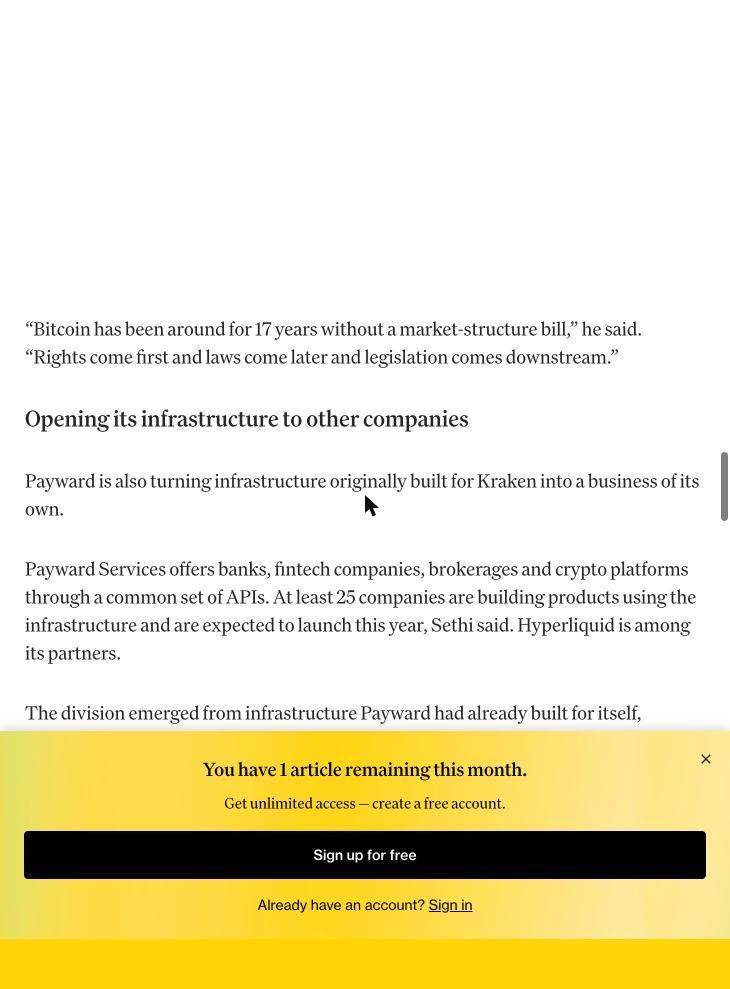 “Bitcoin has been around for 17 years without a market-structure bill,” he said.
“Rights come first and laws come later and legislation comes downstream.”
Opening its infrastructure to other companies
Payward is also turning infrastructure originally built for Kraken into a business of its
own.
Payward Services offers banks, fintech companies, brokerages and crypto platforms
through a common set of APIs. At least 25 companies are building products using the
infrastructure and are expected to launch this year, Sethi said. Hyperliquid is among
its partners.
The division emerged from infrastructure Payward had already built for itself,
You have 1 article remaining this month.
Get unlimited access — create a free account.
Sign up for free
Already have an account? Sign in